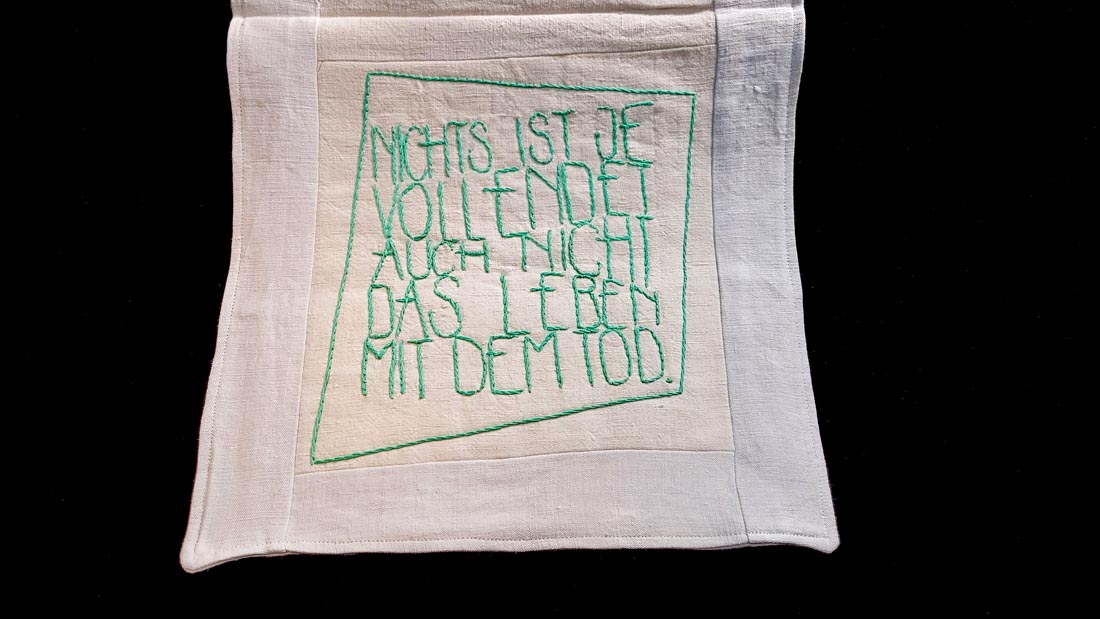 NICHTS IST JE
VOLLENDET
AUCH NICHT
DAS LEBEN
MIT DEM TOD.